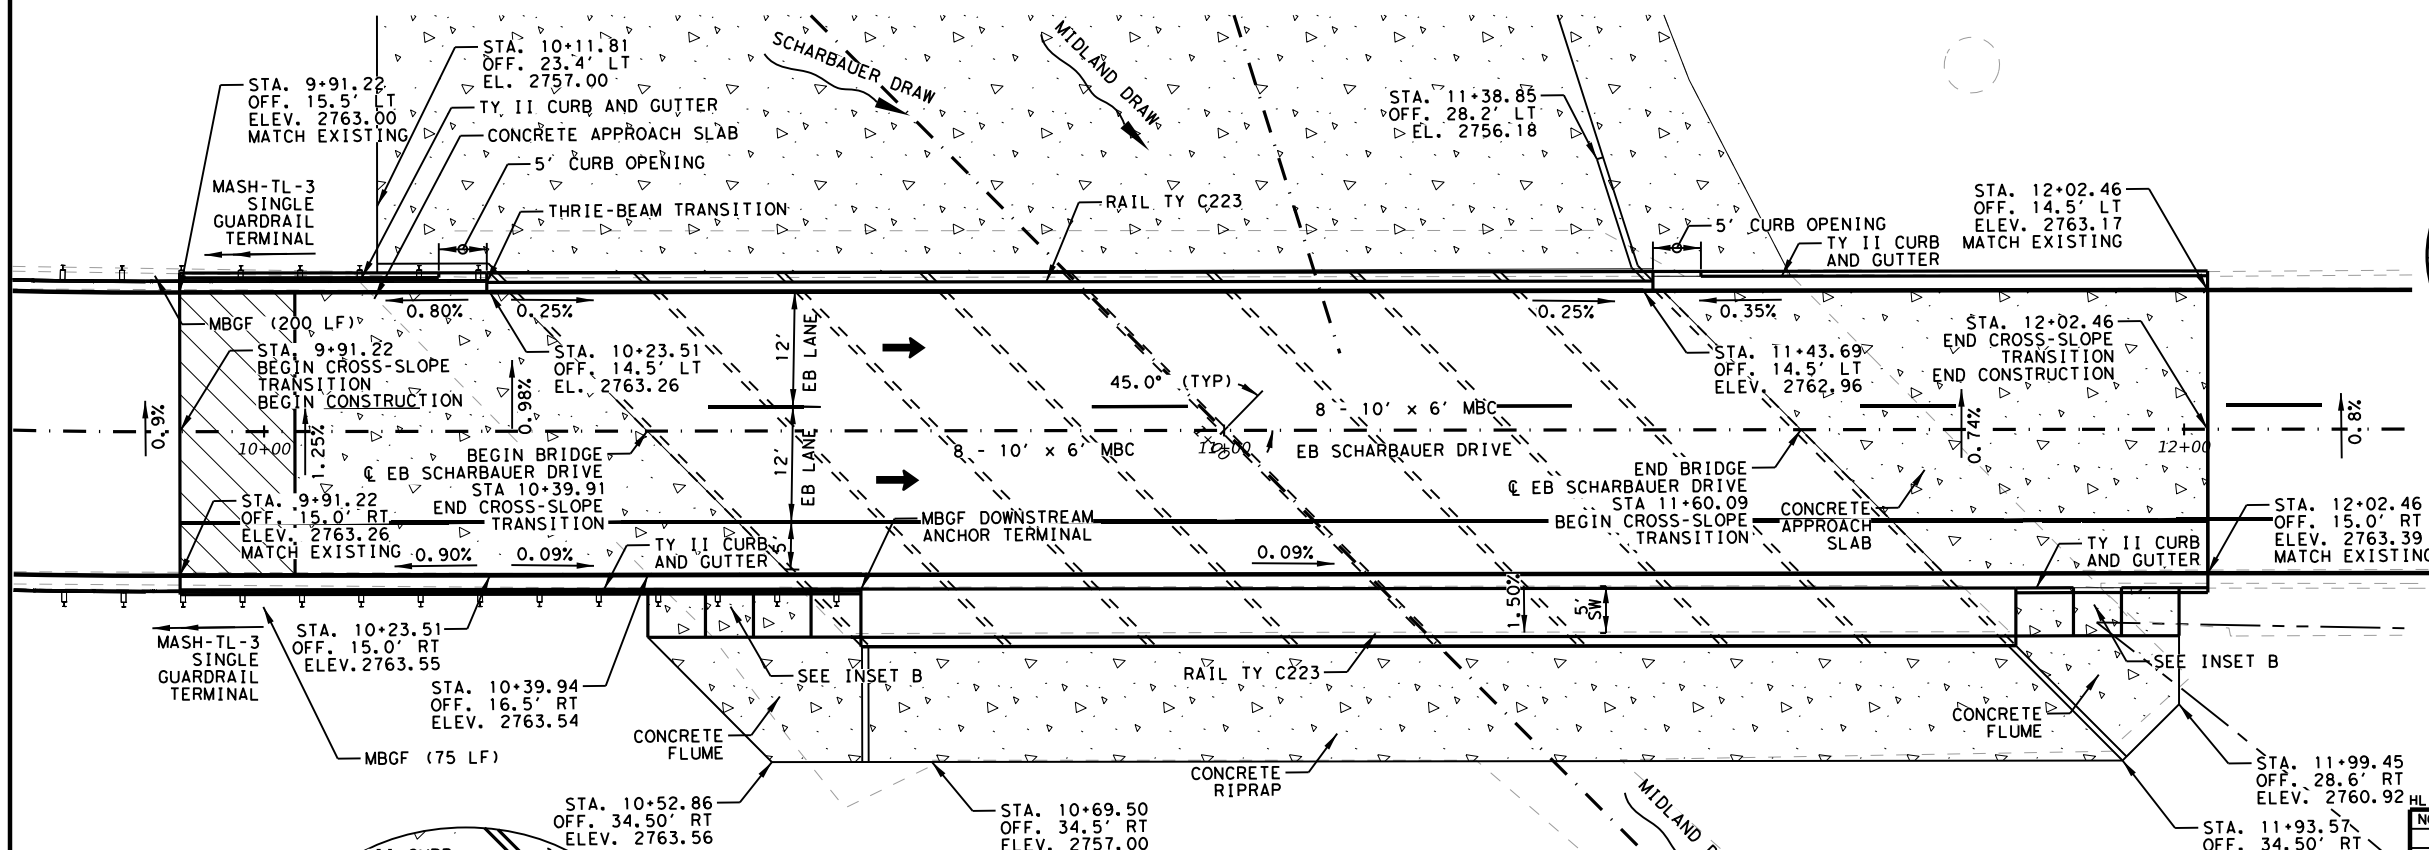 STA. 9+91.22
OFF. 15.5' LT
ELEV. 2763.00
MATCH EXISTING
STA. 10+11.81
OFF. 23.4' LT
EL. 2757.00
TY II CURB AND GUTTER
CONCRETE APPROACH SLAB
5' CURB OPENING
THRIE-BEAM TRANSITION
MASH-TL-3
SINGLE
GUARDRAIL
TERMINAL
SCHARBAUER DRAW
MIDLAND DRAW
RAIL TY C223
STA. 11+38.85
OFF. 28.2' LT
EL. 2756.18
5' CURB OPENING
TY II CURB
AND GUTTER
STA. 12+02.46
OFF. 14.5' LT
ELEV. 2763.17
MATCH EXISTING
MBGF (200 LF)
0.80%
0.25%
0.25%
0.35%
STA. 9+91.22
BEGIN CROSS-SLOPE
TRANSITION
BEGIN CONSTRUCTION
STA. 10+23.51
OFF. 14.5' LT
EL. 2763.26
12'
EB LANE
45.0° (TYP)
STA. 11+43.69
OFF. 14.5' LT
ELEV. 2762.96
STA. 12+02.46
END CROSS-SLOPE
TRANSITION
END CONSTRUCTION
0.9%
1.25%
0.98%
0.74%
0.8%
8 - 10' x 6' MBC
10+00
11+00
12+00
8 - 10' x 6' MBC
EB SCHARBAUER DRIVE
12'
EB LANE
BEGIN BRIDGE
℄ EB SCHARBAUER DRIVE
STA 10+39.91
END CROSS-SLOPE
TRANSITION
END BRIDGE
℄ EB SCHARBAUER DRIVE
STA 11+60.09
BEGIN CROSS-SLOPE
TRANSITION
CONCRETE
APPROACH
SLAB
STA. 9+91.22
OFF. 15.0' RT
ELEV. 2763.26
MATCH EXISTING
0.90%
0.09%
TY II CURB
AND GUTTER
5'
MBGF DOWNSTREAM
ANCHOR TERMINAL
0.09%
TY II CURB
AND GUTTER
STA. 12+02.46
OFF. 15.0' RT
ELEV. 2763.39
MATCH EXISTING
1.50%
5'
SW
MASH-TL-3
SINGLE
GUARDRAIL
TERMINAL
STA. 10+23.51
OFF. 15.0' RT
ELEV.2763.55
STA. 10+39.94
OFF. 16.5' RT
ELEV. 2763.54
SEE INSET B
RAIL TY C223
SEE INSET B
MBGF (75 LF)
CONCRETE
FLUME
CONCRETE
RIPRAP
CONCRETE
FLUME
STA. 10+52.86
OFF. 34.50' RT
ELEV. 2763.56
STA. 10+69.50
OFF. 34.5' RT
ELEV. 2757.00
MIDLAND
STA. 11+99.45
OFF. 28.6' RT
ELEV. 2760.92
STA. 11+93.57
OFF. 34.50' RT
HL